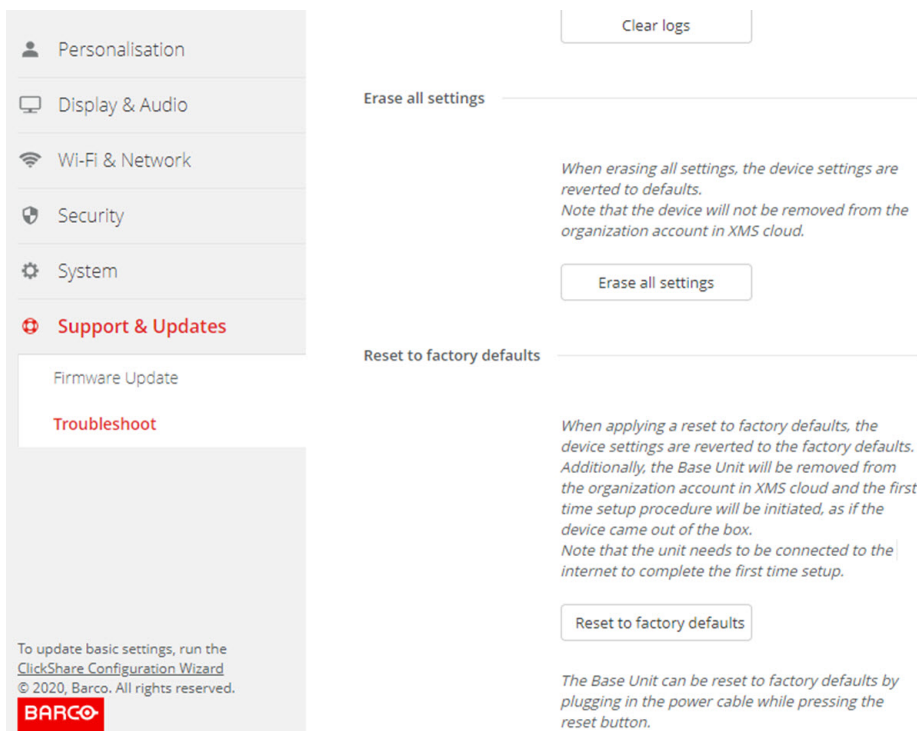 Personalisation
Display & Audio
Wi-Fi & Network
Security
System
Support & Updates
Firmware Update
Troubleshoot
To update basic settings, run the
ClickShare Configuration Wizard
© 2020, Barco. All rights reserved.
BARCO
Clear logs
Erase all settings
When erasing all settings, the device settings are
reverted to defaults.
Note that the device will not be removed from the
organization account in XMS cloud.
Erase all settings
Reset to factory defaults
When applying a reset to factory defaults, the
device settings are reverted to the factory defaults.
Additionally, the Base Unit will be removed from
the organization account in XMS cloud and the first
time setup procedure will be initiated, as if the
device came out of the box.
Note that the unit needs to be connected to the
internet to complete the first time setup.
Reset to factory defaults
The Base Unit can be reset to factory defaults by
plugging in the power cable while pressing the
reset button.